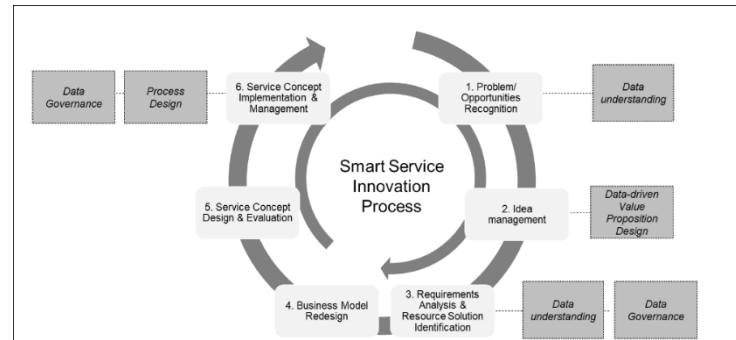 Smart Service
Innovation
Process
1. Problem/
Opportunities
Recognition
Data
understanding
2. Idea
management
Data-driven
Value
Proposition
Design
3. Requirements
Analysis &
Resource Solution
Identification
Data
understanding
Data
Governance
4. Business Model
Redesign
5. Service Concept
Design & Evaluation
6. Service Concept
Implementation &
Management
Process
Design
Data
Governance